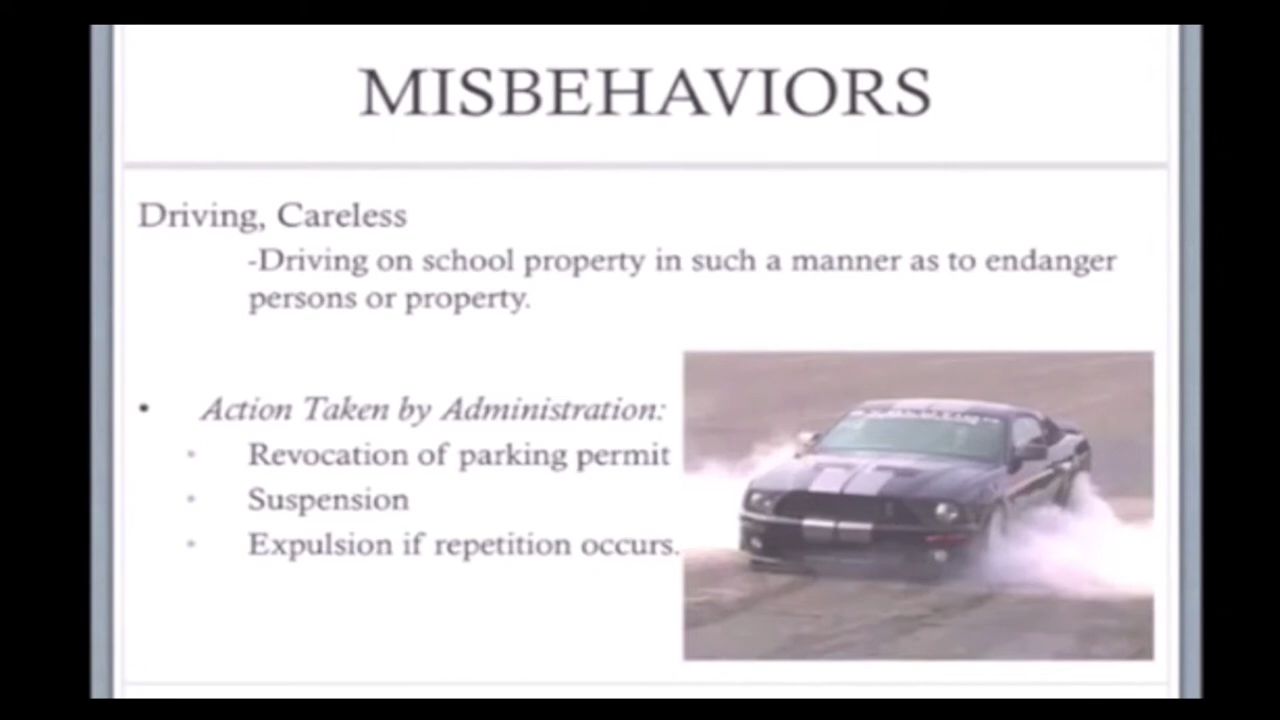 MISBEHAVIORS
Driving, Careless
-Driving on school property in such a manner as to endanger
persons or property.
• Action Taken by Administration:
• Revocation of parking permit
• Suspension
• Expulsion if repetition occurs.